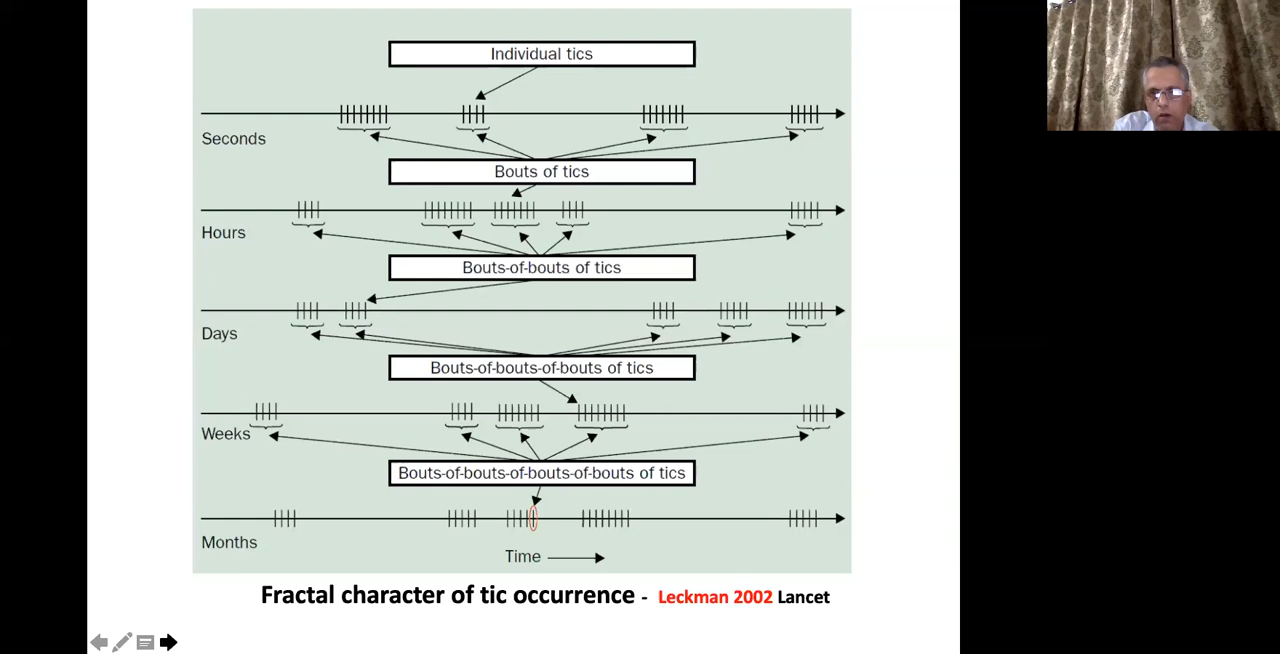 Individual tics
Seconds
Bouts of tics
Hours
Bouts-of-bouts of tics
Days
Bouts-of-bouts-of-bouts of tics
Weeks
Bouts-of-bouts-of-bouts-of-bouts of tics
Months
Time
Fractal character of tic occurrence - Leckman 2002 Lancet